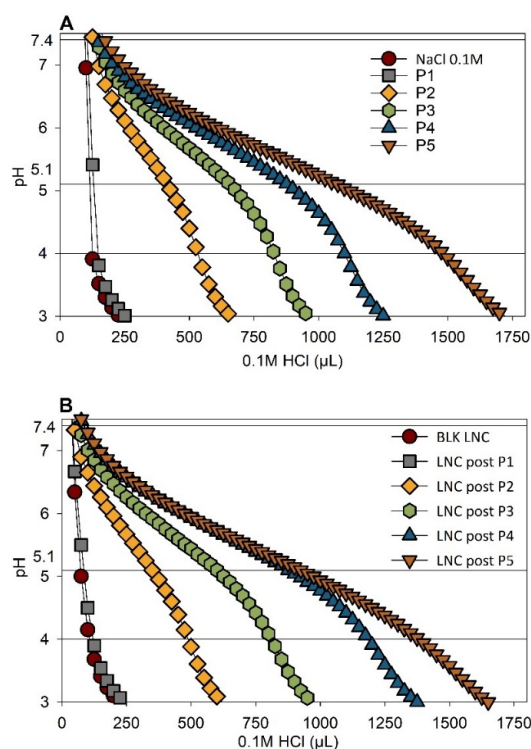 A
7.4
7
6
5.1
5
4
3
pH
NaCl 0.1M
P1
P2
P3
P4
P5
0 250 500 750 1000 1250 1500 1750
0.1M HCl (µL)
B
7.4
7
6
5.1
5
4
3
pH
BLK LNC
LNC post P1
LNC post P2
LNC post P3
LNC post P4
LNC post P5
0 250 500 750 1000 1250 1500 1750
0.1M HCl (µL)